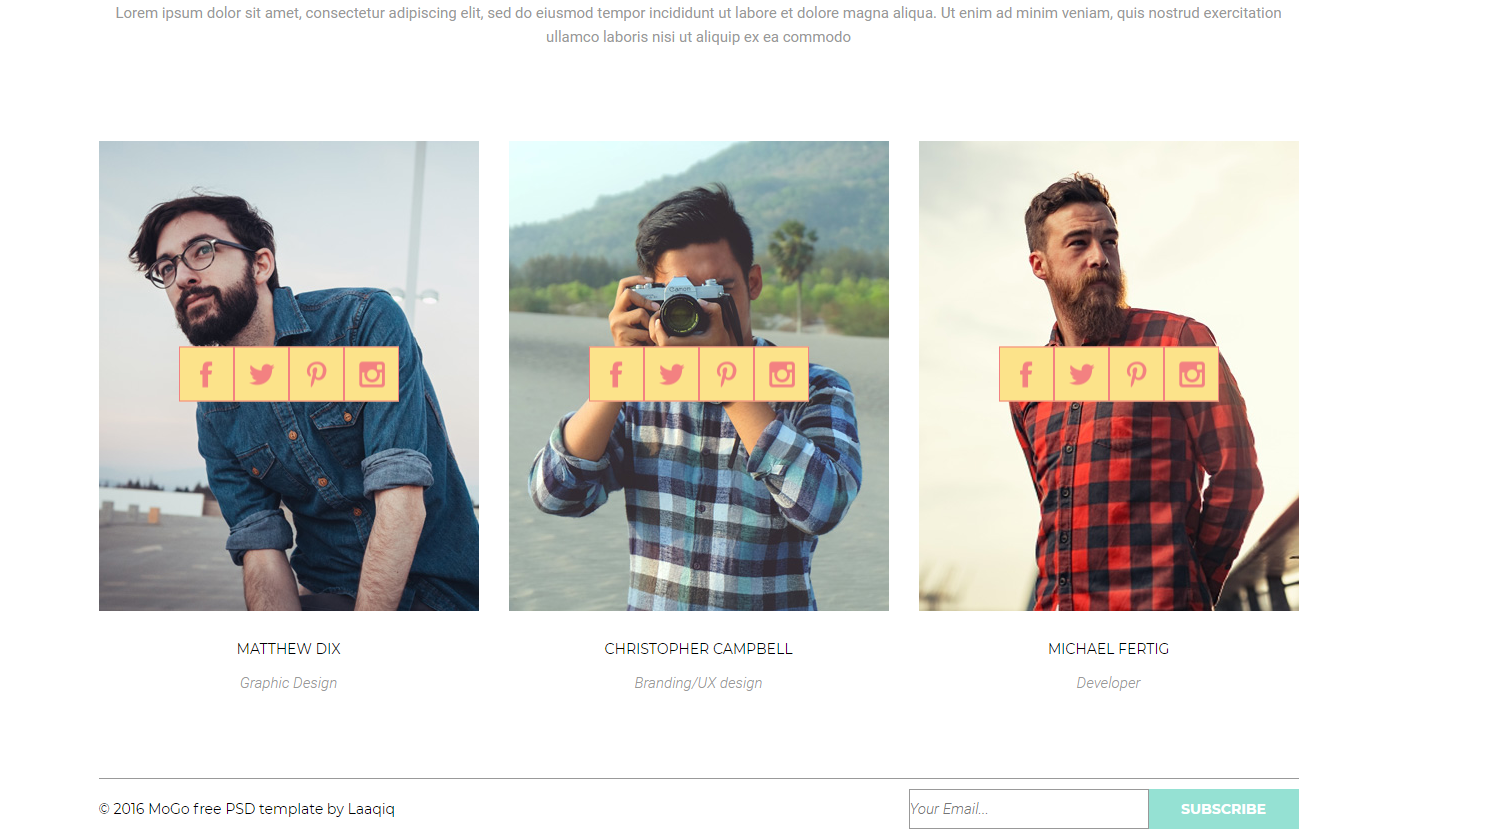 Lorem ipsum dolor sit amet, consectetur adipiscing elit, sed do eiusmod tempor incididunt ut labore et dolore magna aliqua. Ut enim ad minim veniam, quis nostrud exercitation
ullamco laboris nisi ut aliquip ex ea commodo
Canon
MATTHEW DIX
CHRISTOPHER CAMPBELL
MICHAEL FERTIG
Graphic Design
Branding/UX design
Developer
© 2016 MoGo free PSD template by Laaqiq
Your Email...
SUBSCRIBE